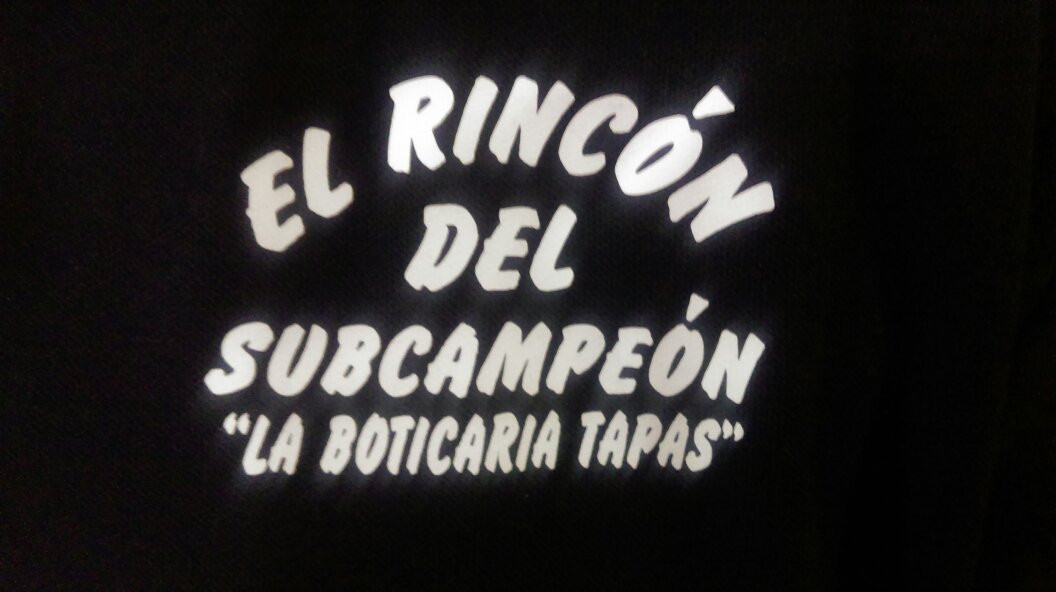 EL RINCÓN
DEL
SUBCAMPEÓN
“LA BOTICARIA TAPAS”